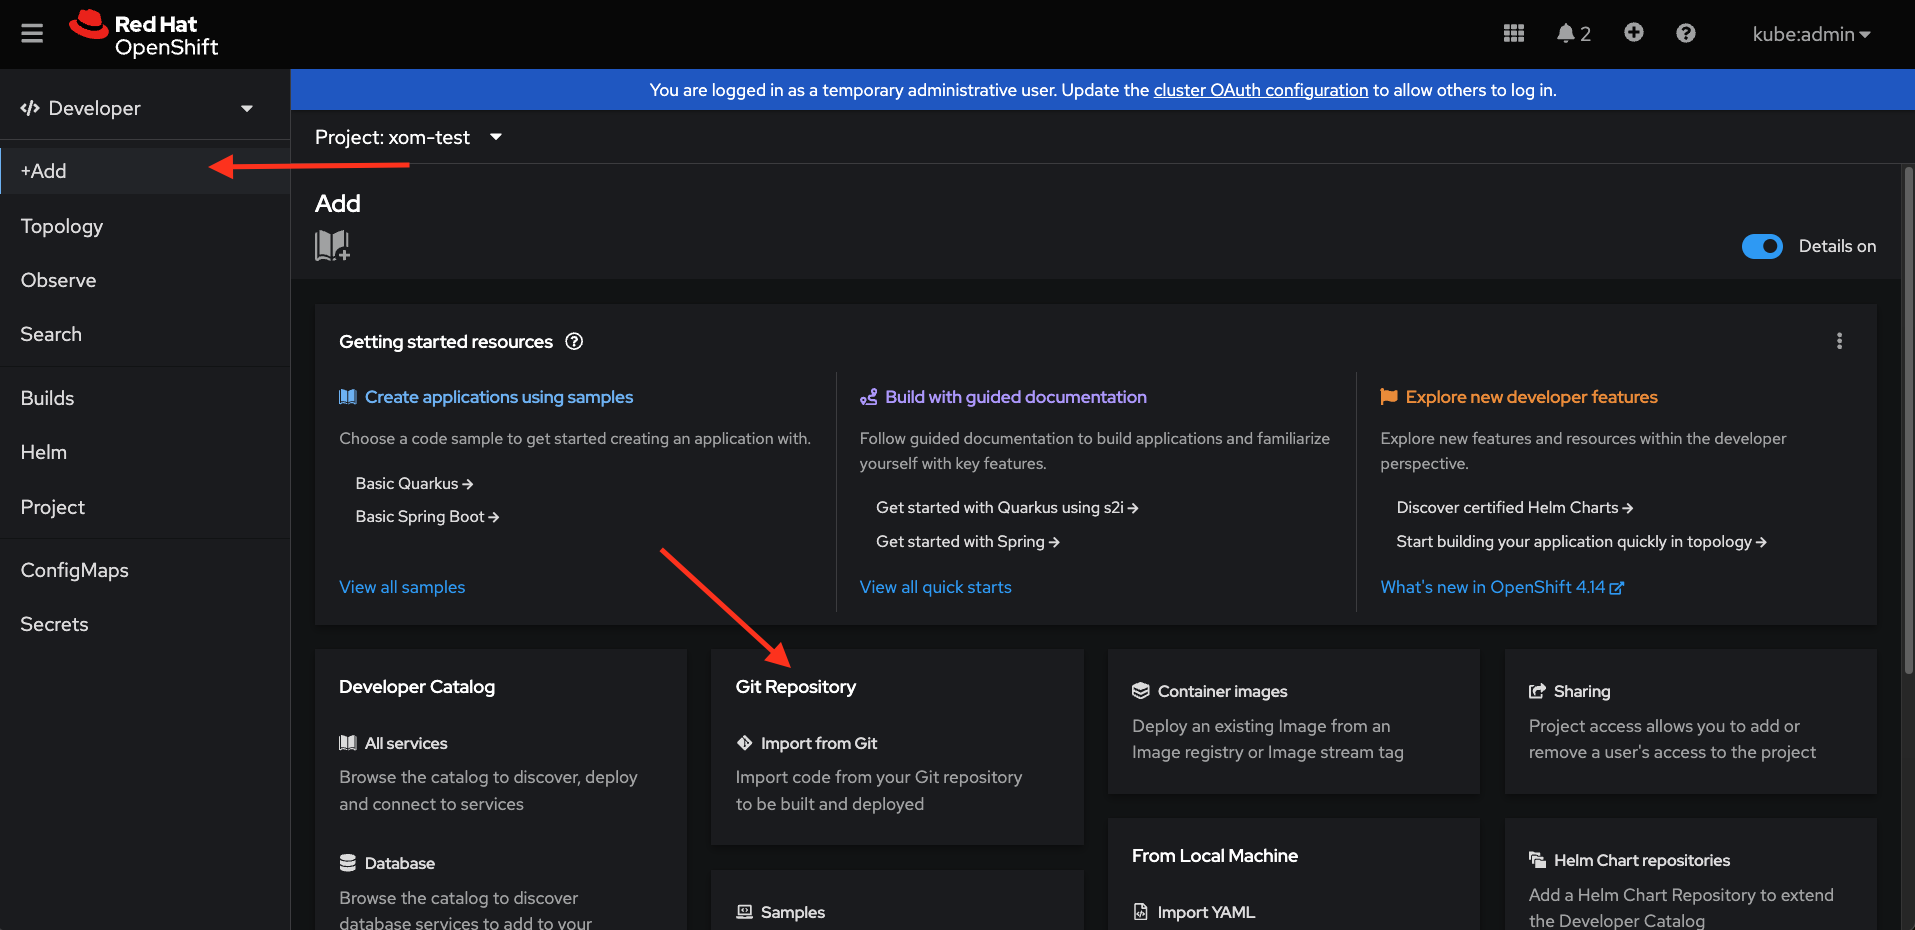 Red Hat
OpenShift
2
kube:admin
Developer
You are logged in as a temporary administrative user. Update the cluster OAuth configuration to allow others to log in.
Project: xom-test
+Add
Topology
Observe
Search
Builds
Helm
Project
ConfigMaps
Secrets
Add
Details on
Getting started resources
Create applications using samples
Choose a code sample to get started creating an application with.
Basic Quarkus
Basic Spring Boot
View all samples
Build with guided documentation
Follow guided documentation to build applications and familiarize
yourself with key features.
Get started with Quarkus using s2i
Get started with Spring
View all quick starts
Explore new developer features
Explore new features and resources within the developer
perspective.
Discover certified Helm Charts
Start building your application quickly in topology
What's new in OpenShift 4.14
Developer Catalog
All services
Browse the catalog to discover, deploy
and connect to services
Database
Browse the catalog to discover
database services to add to your
Git Repository
Import from Git
Import code from your Git repository
to be built and deployed
Samples
Container images
Deploy an existing Image from an
Image registry or Image stream tag
From Local Machine
Import YAML
Sharing
Project access allows you to add or
remove a user's access to the project
Helm Chart repositories
Add a Helm Chart Repository to extend
the Developer Catalog